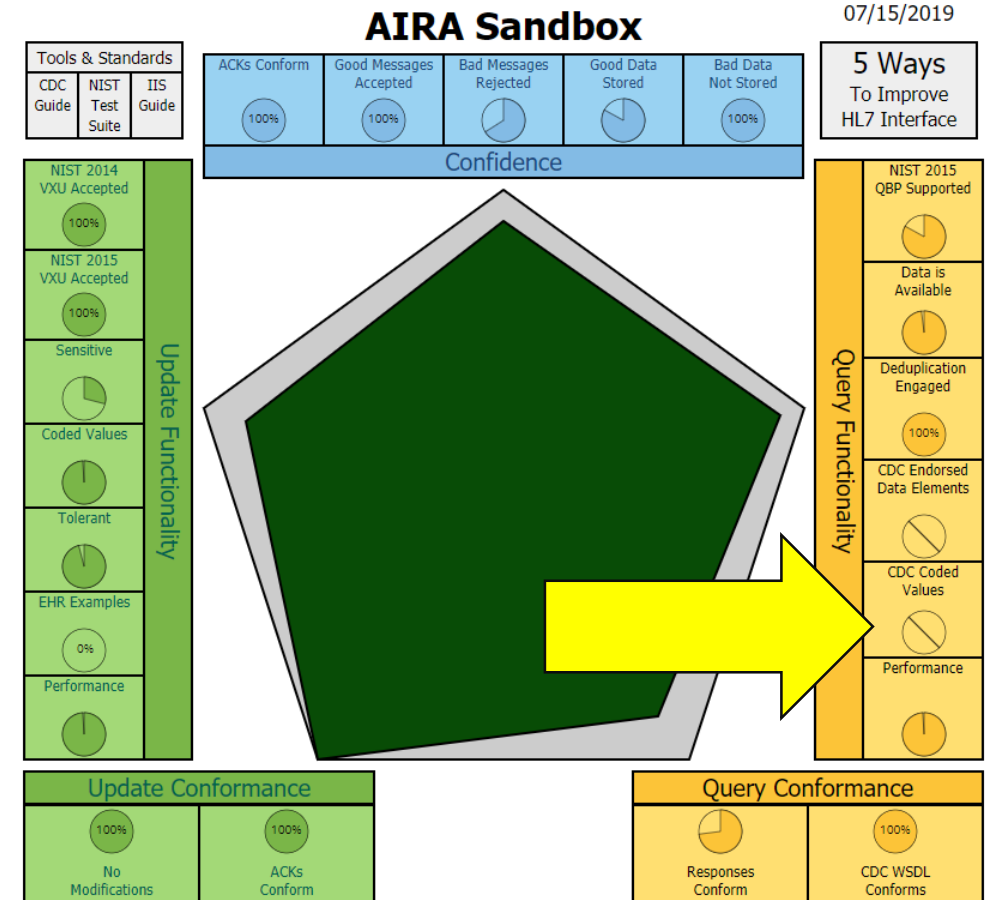 AIRA Sandbox
07/15/2019
Tools & Standards
CDC
Guide
NIST
Test
Suite
IIS
Guide
ACKs Conform
100%
Good Messages
Accepted
100%
Bad Messages
Rejected
Good Data
Stored
Bad Data
Not Stored
100%
Confidence
5 Ways
To Improve
HL7 Interface
NIST 2014
VXU Accepted
100%
NIST 2015
VXU Accepted
100%
Sensitive
Coded Values
Tolerant
EHR Examples
0%
Performance
Update Functionality
Query Functionality
NIST 2015
QBP Supported
Data is
Available
Deduplication
Engaged
100%
CDC Endorsed
Data Elements
CDC Coded
Values
Performance
Update Conformance
100%
No
Modifications
100%
ACKs
Conform
Query Conformance
Responses
Conform
100%
CDC WSDL
Conforms